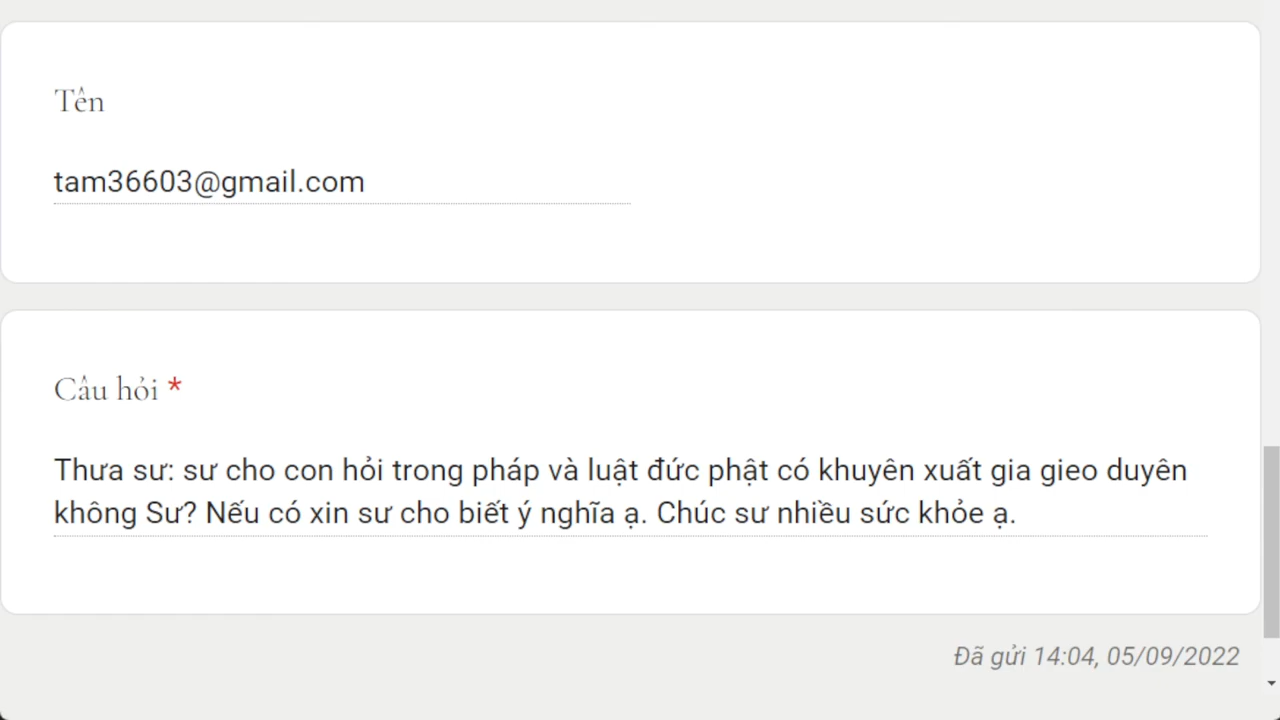 Tên
tam36603@gmail.com
Câu hỏi *
Thưa sư: sư cho con hỏi trong pháp và luật đức phật có khuyên xuất gia gieo duyên
không Sư? Nếu có xin sư cho biết ý nghĩa ạ. Chúc sư nhiều sức khỏe ạ.
Đã gửi 14:04, 05/09/2022